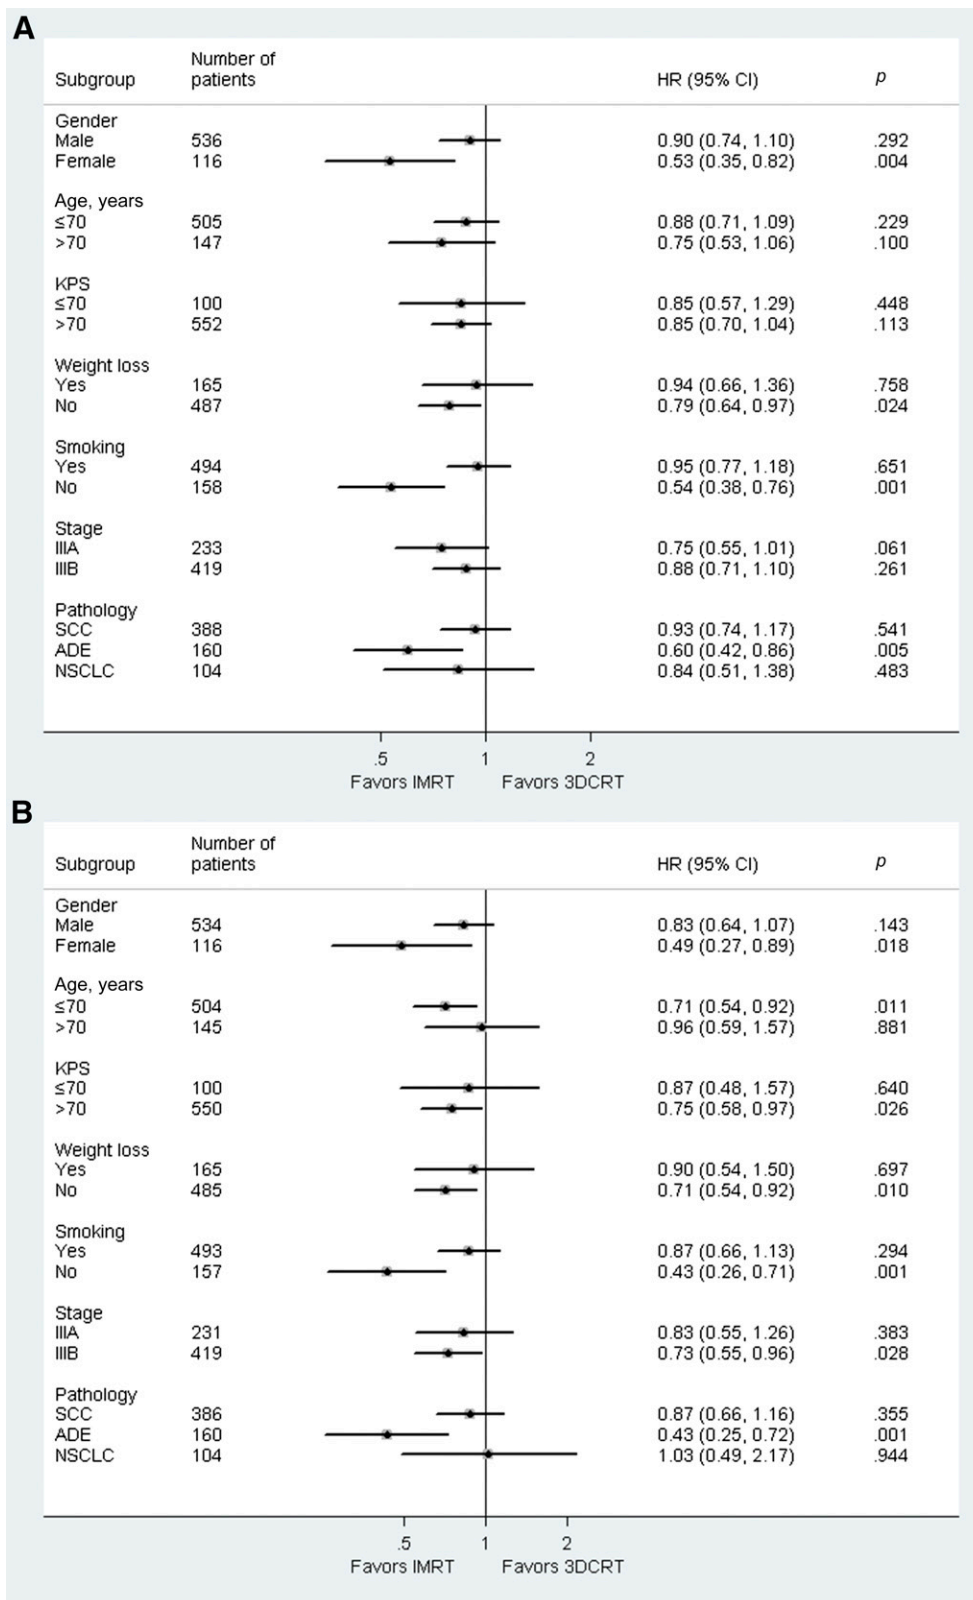 A
Subgroup Number of patients HR (95% CI) p
Gender
Male 536 0.90 (0.74, 1.10) .292
Female 116 0.53 (0.35, 0.82) .004
Age, years
≤70 505 0.88 (0.71, 1.09) .229
>70 147 0.75 (0.53, 1.06) .100
KPS
≤70 100 0.85 (0.57, 1.29) .448
>70 552 0.85 (0.70, 1.04) .113
Weight loss
Yes 165 0.94 (0.66, 1.36) .758
No 487 0.79 (0.64, 0.97) .024
Smoking
Yes 494 0.95 (0.77, 1.18) .651
No 158 0.54 (0.38, 0.76) .001
Stage
IIIA 233 0.75 (0.55, 1.01) .061
IIIB 419 0.88 (0.71, 1.10) .261
Pathology
SCC 388 0.93 (0.74, 1.17) .541
ADE 160 0.60 (0.42, 0.86) .005
NSCLC 104 0.84 (0.51, 1.38) .483
.5 1 2
Favors IMRT Favors 3DCRT
B
Subgroup Number of patients HR (95% CI) p
Gender
Male 534 0.83 (0.64, 1.07) .143
Female 116 0.49 (0.27, 0.89) .018
Age, years
≤70 504 0.71 (0.54, 0.92) .011
>70 145 0.96 (0.59, 1.57) .881
KPS
≤70 100 0.87 (0.48, 1.57) .640
>70 550 0.75 (0.58, 0.97) .026
Weight loss
Yes 165 0.90 (0.54, 1.50) .697
No 485 0.71 (0.54, 0.92) .010
Smoking
Yes 493 0.87 (0.66, 1.13) .294
No 157 0.43 (0.26, 0.71) .001
Stage
IIIA 231 0.83 (0.55, 1.26) .383
IIIB 419 0.73 (0.55, 0.96) .028
Pathology
SCC 386 0.87 (0.66, 1.16) .355
ADE 160 0.43 (0.25, 0.72) .001
NSCLC 104 1.03 (0.49, 2.17) .944
.5 1 2
Favors IMRT Favors 3DCRT